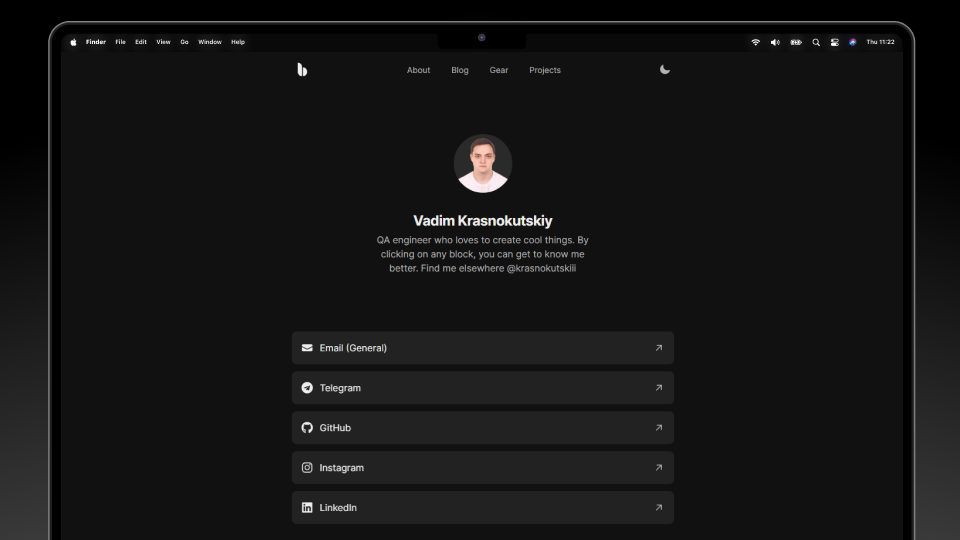 Finder File Edit View Go Window Help Thu 11:22
About Blog Gear Projects
Vadim Krasnokutskiy
QA engineer who loves to create cool things. By
clicking on any block, you can get to know me
better. Find me elsewhere @krasnokutskiii
Email (General)
Telegram
GitHub
Instagram
LinkedIn